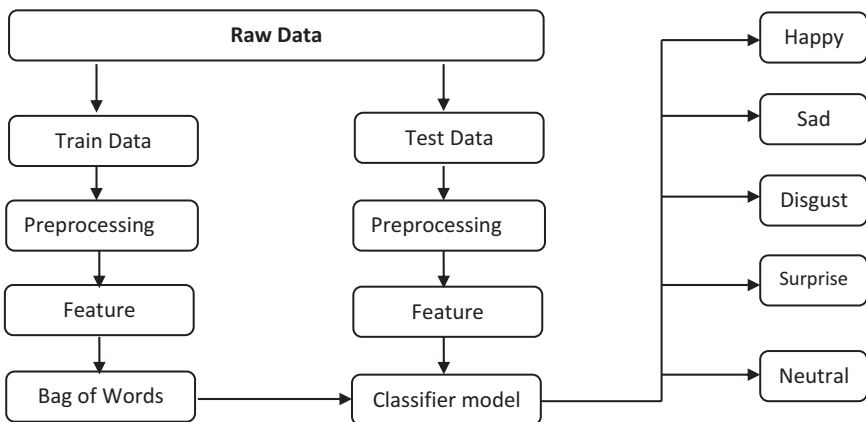 Raw Data
Train Data
Preprocessing
Feature
Bag of Words
Test Data
Preprocessing
Feature
Classifier model
Happy
Sad
Disgust
Surprise
Neutral